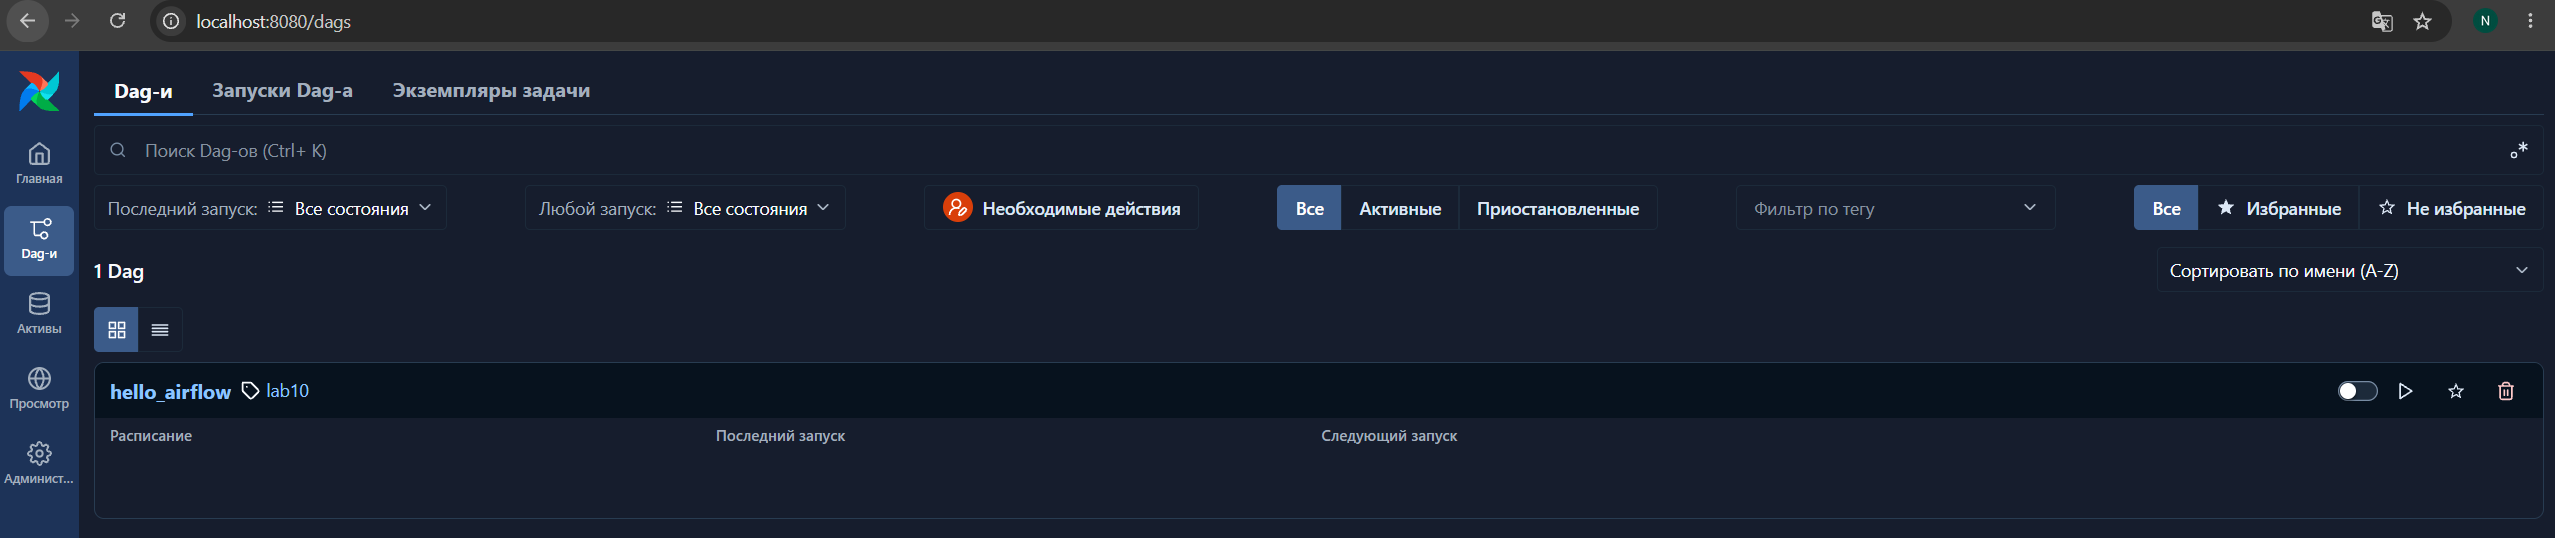 localhost:8080/dags
N
Dag-и Запуски Dag-а Экземпляры задачи
Поиск Dag-ов (Ctrl+ K)
Главная
Последний запуск: Все состояния Любой запуск: Все состояния Необходимые действия Все Активные Приостановленные Фильтр по тегу Все Избранные Не избранные
Dag-и
1 Dag Сортировать по имени (A-Z)
Активы
hello_airflow lab10
Просмотр
Расписание Последний запуск Следующий запуск
Админист...